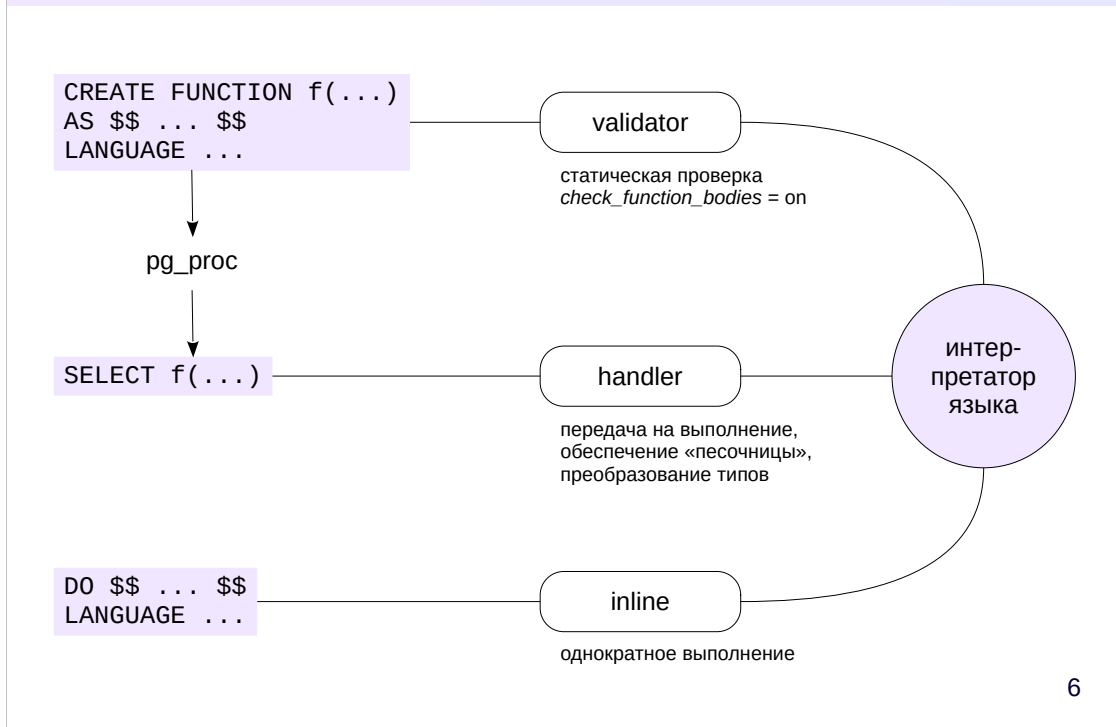 CREATE FUNCTION f(...)
AS $$ ... $$
LANGUAGE ...
validator
статическая проверка
check_function_bodies = on
pg_proc
SELECT f(...)
handler
передача на выполнение,
обеспечение «песочницы»,
преобразование типов
интер-
претатор
языка
DO $$ ... $$
LANGUAGE ...
inline
однократное выполнение
6